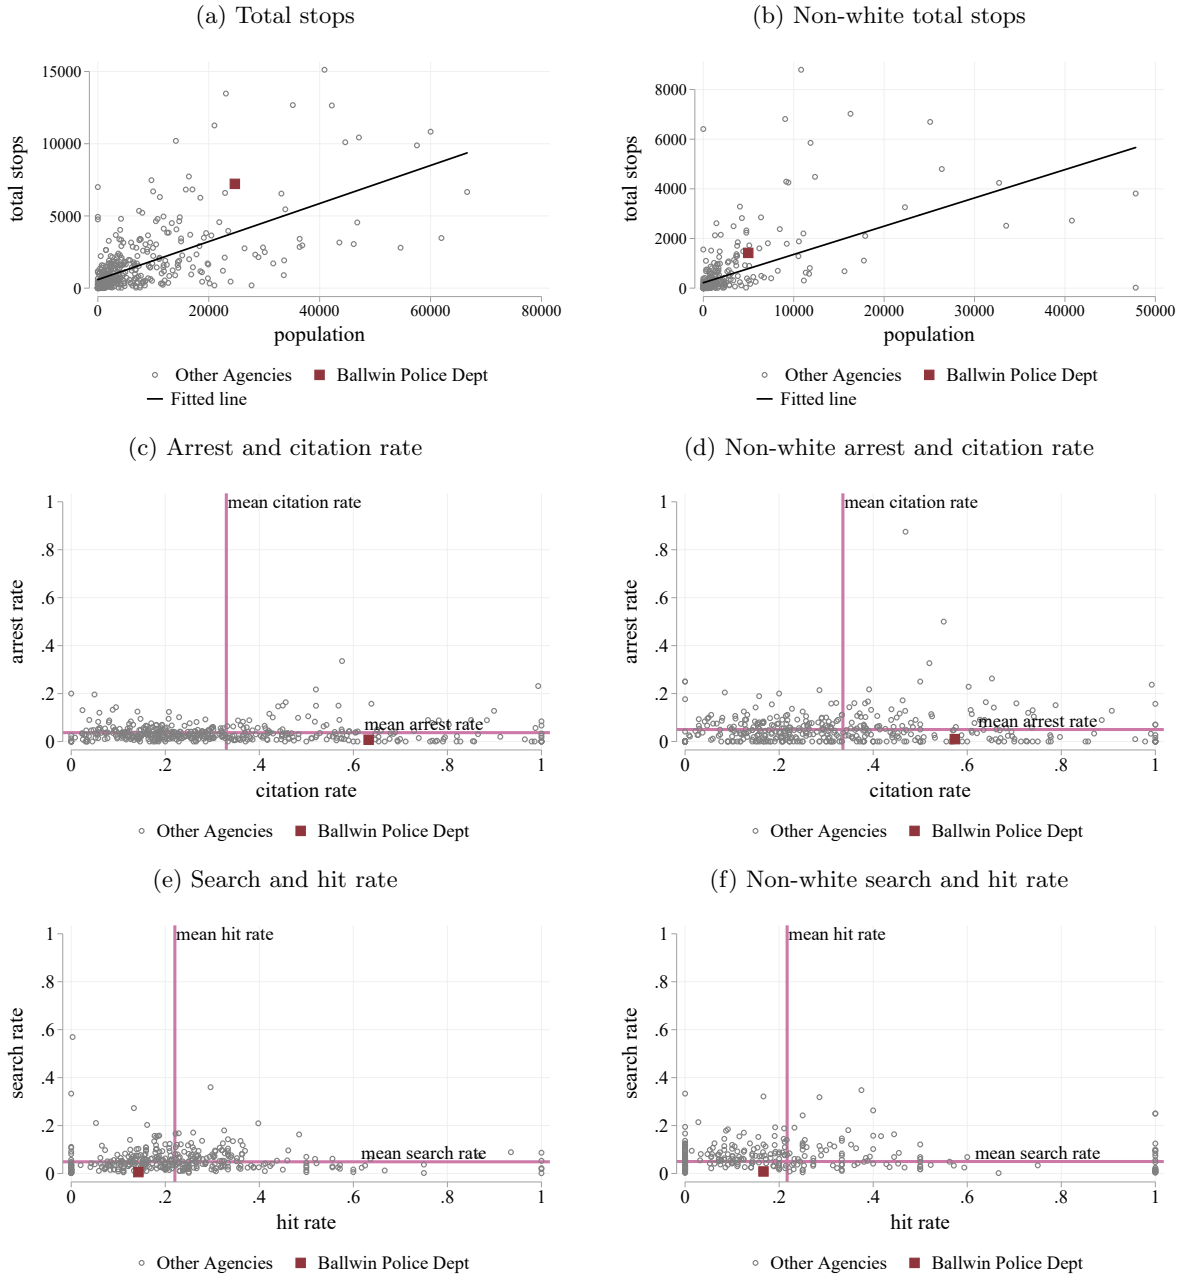 (a) Total stops
(b) Non-white total stops
total stops
15000
10000
5000
0
0 20000 40000 60000 80000
population
Other Agencies Ballwin Police Dept
Fitted line
total stops
8000
6000
4000
2000
0
0 10000 20000 30000 40000 50000
population
Other Agencies Ballwin Police Dept
Fitted line
(c) Arrest and citation rate
(d) Non-white arrest and citation rate
arrest rate
1
.8
.6
.4
.2
0
mean citation rate
mean arrest rate
0 .2 .4 .6 .8 1
citation rate
Other Agencies Ballwin Police Dept
arrest rate
1
.8
.6
.4
.2
0
mean citation rate
mean arrest rate
0 .2 .4 .6 .8 1
citation rate
Other Agencies Ballwin Police Dept
(e) Search and hit rate
(f) Non-white search and hit rate
search rate
1
.8
.6
.4
.2
0
mean hit rate
mean search rate
0 .2 .4 .6 .8 1
hit rate
Other Agencies Ballwin Police Dept
search rate
1
.8
.6
.4
.2
0
mean hit rate
mean search rate
0 .2 .4 .6 .8 1
hit rate
Other Agencies Ballwin Police Dept